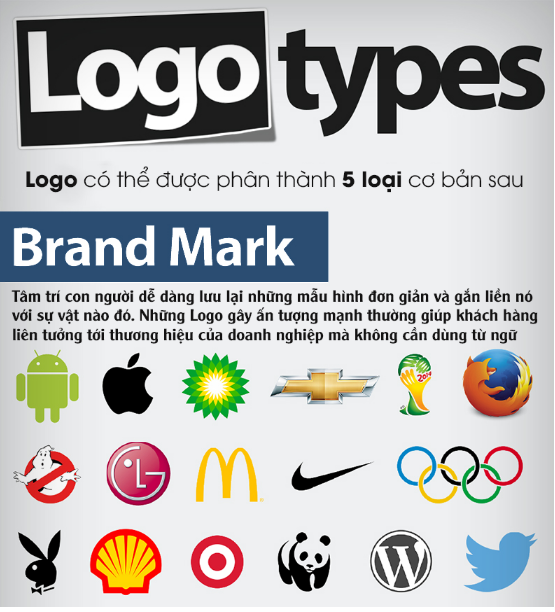 Logo types
Logo có thể được phân thành 5 loại cơ bản sau
Brand Mark
Tâm trí con người dễ dàng lưu lại những mẫu hình đơn giản và gắn liền nó
với sự vật nào đó. Những Logo gây ấn tượng mạnh thường giúp khách hàng
liên tưởng tới thương hiệu của doanh nghiệp mà không cần dùng từ ngữ
2014
LG
M
W